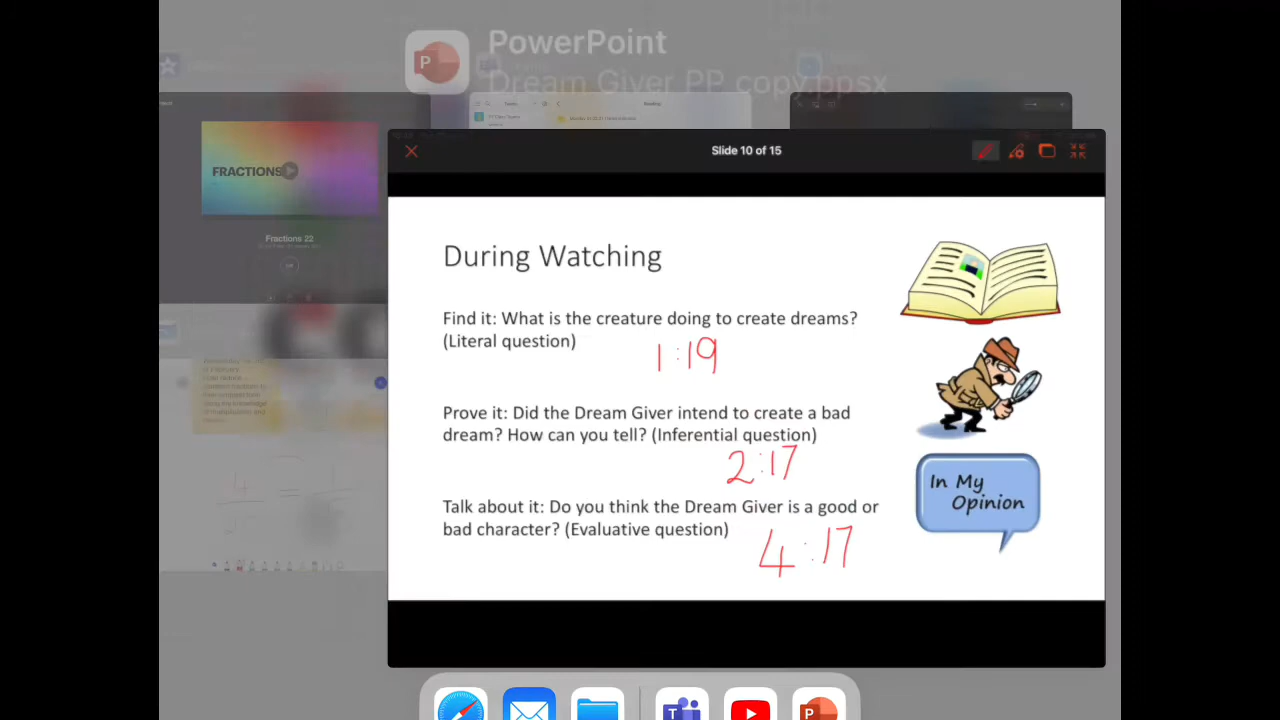 PowerPoint
Dream Giver PP copy.ppsx
FRACTIONS
Fractions 22
Slide 10 of 15
During Watching
Find it: What is the creature doing to create dreams?
(Literal question)
1:19
Prove it: Did the Dream Giver intend to create a bad
dream? How can you tell? (Inferential question)
2:17
Talk about it: Do you think the Dream Giver is a good or
bad character? (Evaluative question)
4:17
In My
Opinion